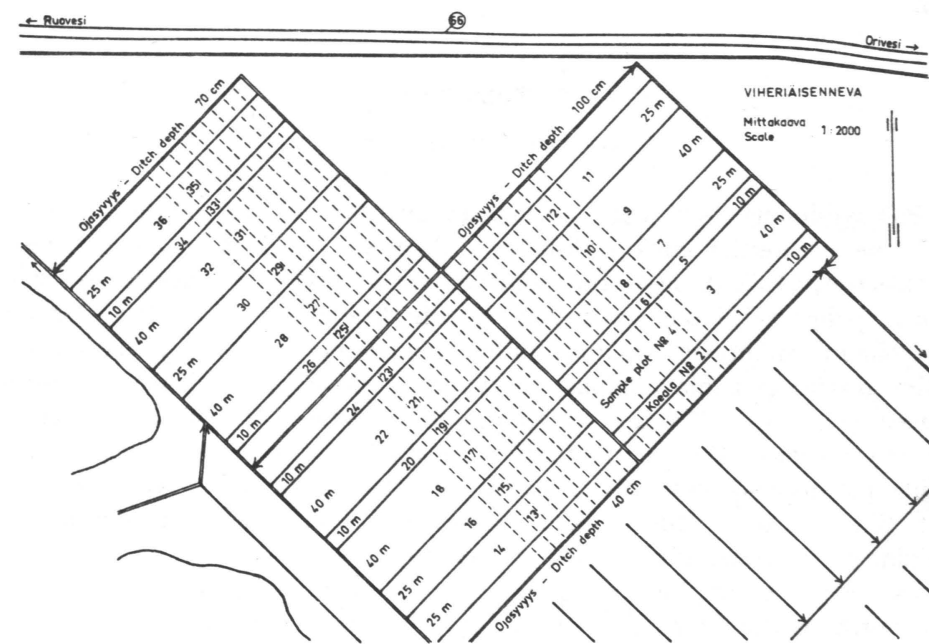 ← Ruovesi
66
Orivesi →
VIHERIÄISENNEVA
Mittakaava
Scale
1:2000
Ojasyvyys - Ditch depth 70 cm
Ojasyvyys - Ditch depth 100 cm
Ojasyvyys - Ditch depth 40 cm
25 m
40 m
25 m
10 m
40 m
10 m
11
12
9
10
7
8
5
6
3
Sample plot NR 4
1
Koeala NR 2
36
35
34
33
32
31
30
29
28
27
26
25
25 m
10 m
40 m
25 m
40 m
10 m
24
23
22
21
20
19
18
17
16
15
14
13
10 m
40 m
10 m
40 m
25 m
25 m